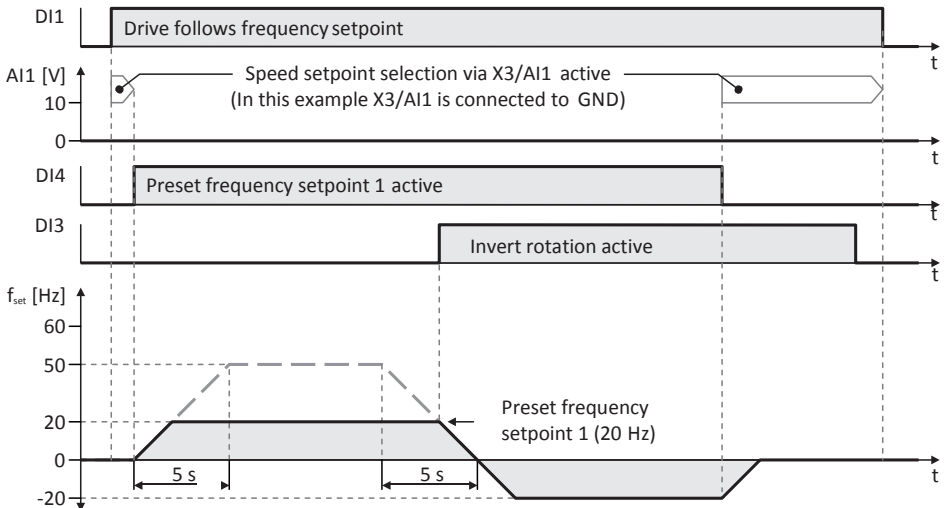 DI1
Drive follows frequency setpoint
t
AI1 [V]
Speed setpoint selection via X3/AI1 active
(In this example X3/AI1 is connected to GND)
10
0
t
DI4
Preset frequency setpoint 1 active
t
DI3
Invert rotation active
t
fset [Hz]
60
50
20
Preset frequency
setpoint 1 (20 Hz)
0
t
5 s
5 s
-20